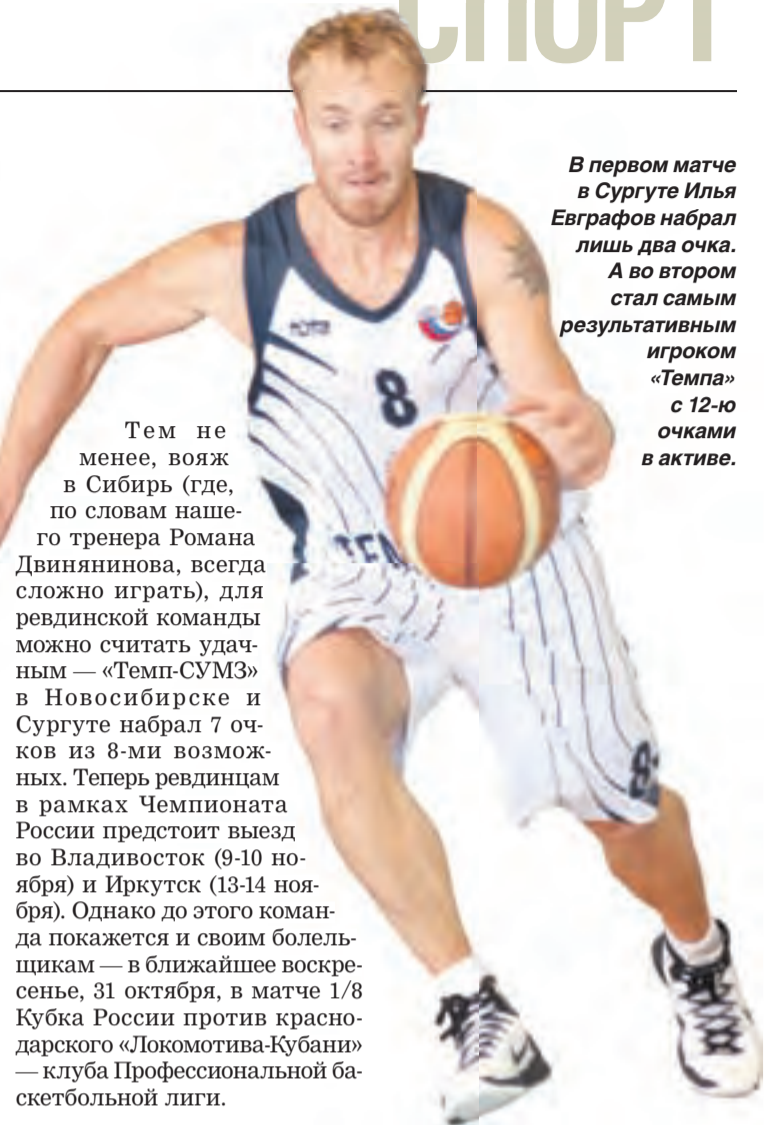 СПОРТ
В первом матче
в Сургуте Илья
Евграфов набрал
лишь два очка.
А во втором
стал самым
результативным
игроком
«Темпа»
с 12-ю
очками
в активе.
8
8
Тем не
менее, вояж
в Сибирь (где,
по словам наше-
го тренера Романа
Двинянинова, всегда
сложно играть), для
ревдинской команды
можно считать удач-
ным — «Темп-СУМЗ»
в Новосибирске и
Сургуте набрал 7 оч-
ков из 8-ми возмож-
ных. Теперь ревдинцам
в рамках Чемпионата
России предстоит выезд
во Владивосток (9-10 но-
ября) и Иркутск (13-14 ноя-
бря). Однако до этого коман-
да покажется и своим болель-
щикам — в ближайшее воскре-
сенье, 31 октября, в матче 1/8
Кубка России против красно-
дарского «Локомотива-Кубани»
— клуба Профессиональной ба-
скетбольной лиги.